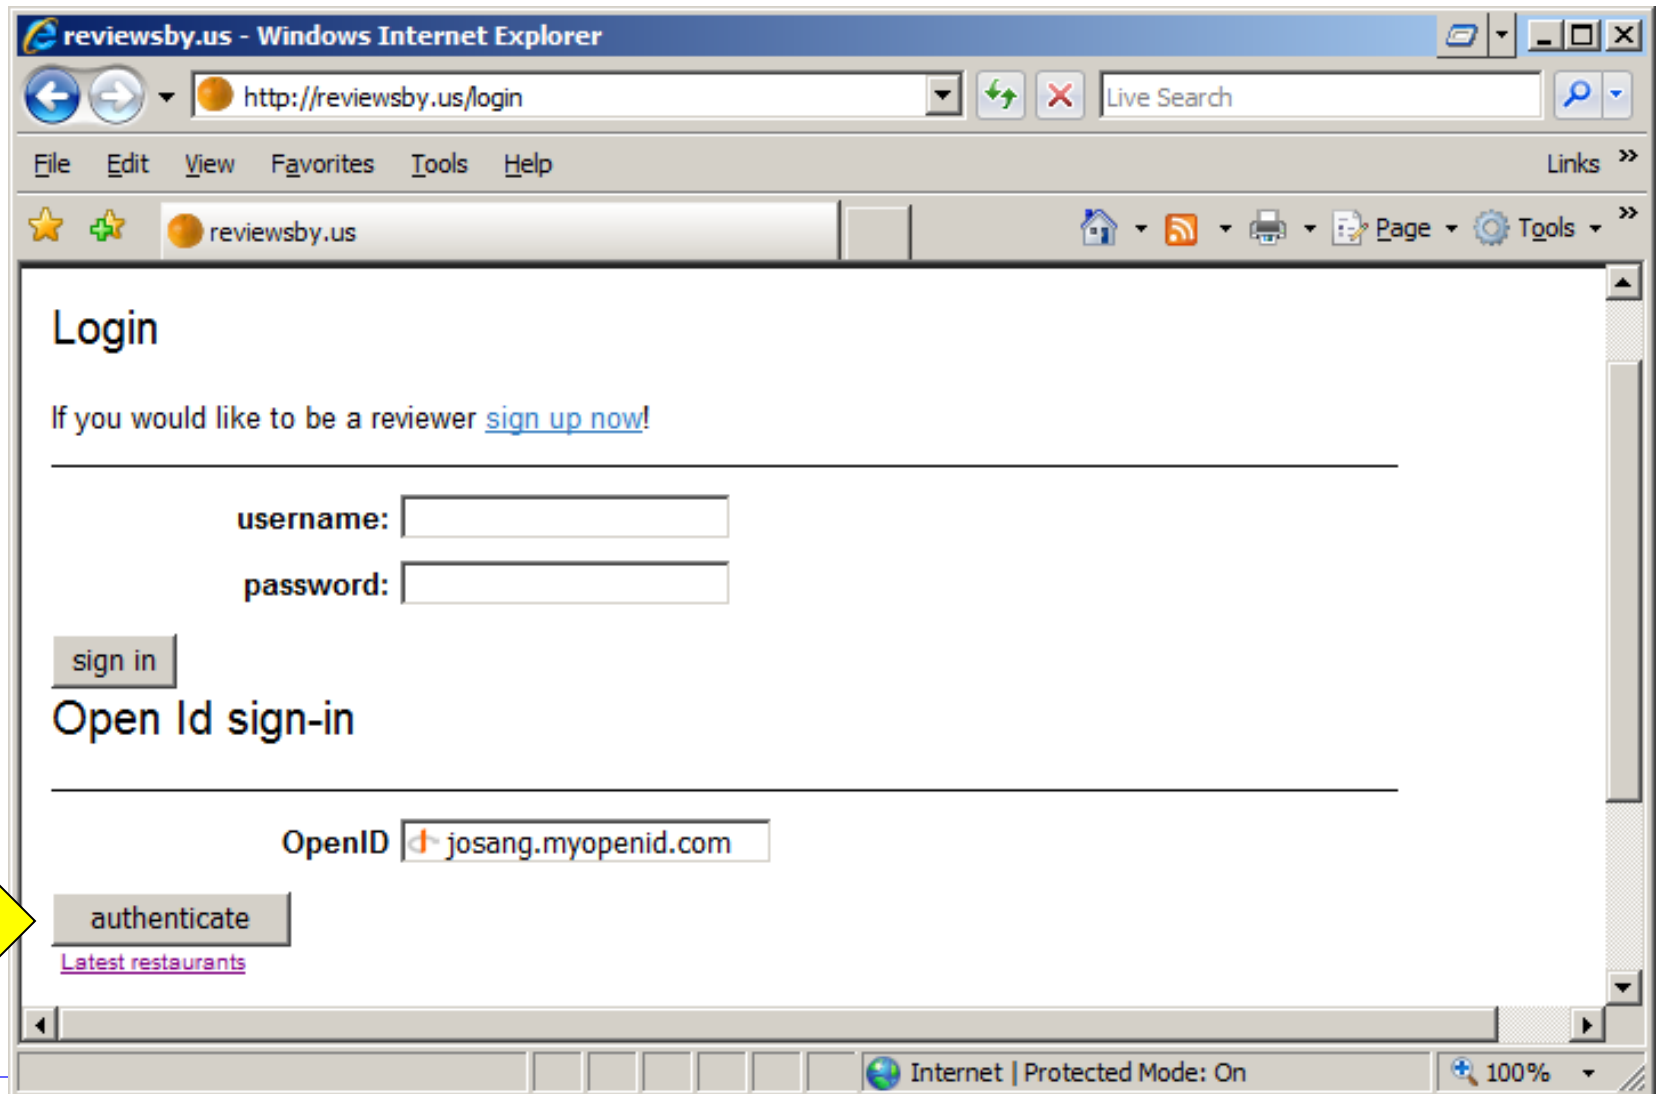 reviewsby.us - Windows Internet Explorer
http://reviewsby.us/login
Live Search
File Edit View Favorites Tools Help Links »
reviewsby.us Page Tools »
Login
If you would like to be a reviewer sign up now!
username:
password:
sign in
Open Id sign-in
OpenID josang.myopenid.com
authenticate
Latest restaurants
Internet | Protected Mode: On 100%